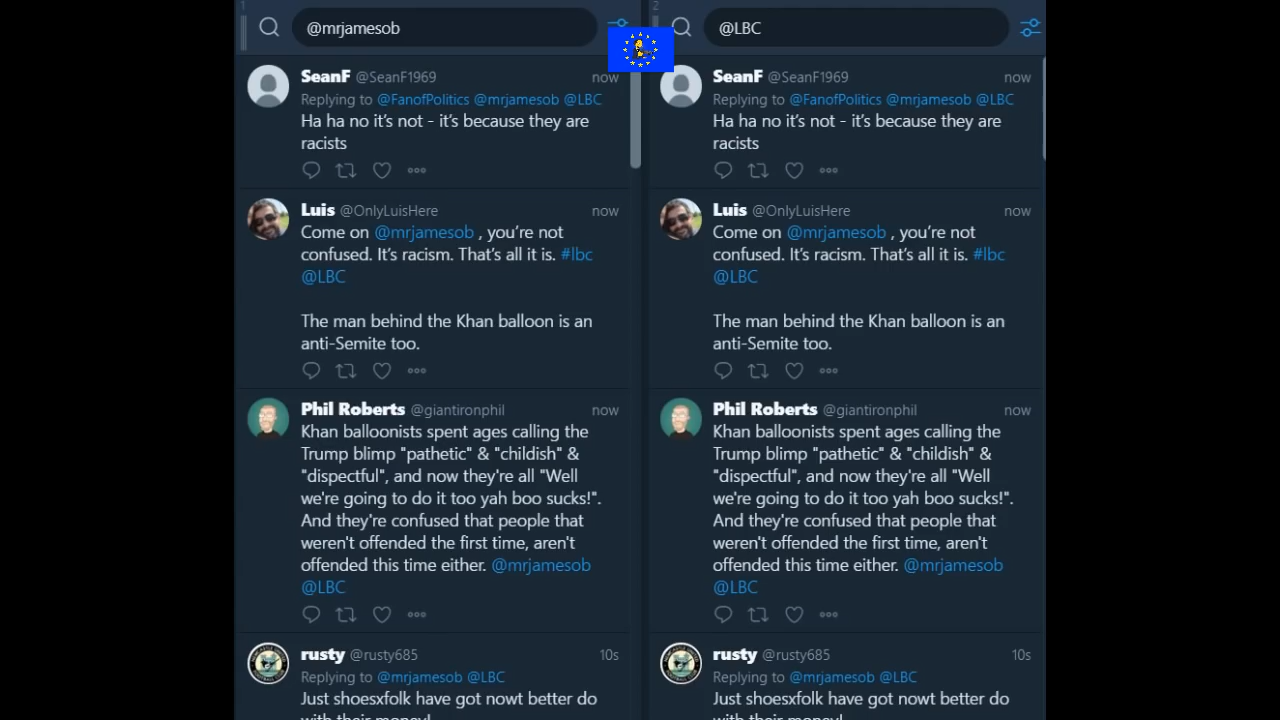 1
@mrjamesob
SeanF @SeanF1969 now
Replying to @FanofPolitics @mrjamesob @LBC
Ha ha no it's not - it's because they are
racists
Luis @OnlyLuisHere now
Come on @mrjamesob , you're not
confused. It's racism. That's all it is. #lbc
@LBC
The man behind the Khan balloon is an
anti-Semite too.
Phil Roberts @giantironphil now
Khan balloonists spent ages calling the
Trump blimp "pathetic" & "childish" &
"dispectful", and now they're all "Well
we're going to do it too yah boo sucks!".
And they're confused that people that
weren't offended the first time, aren't
offended this time either. @mrjamesob
@LBC
rusty @rusty685 10s
Replying to @mrjamesob @LBC
Just shoesxfolk have got nowt better do
with their money!
2
@LBC
SeanF @SeanF1969 now
Replying to @FanofPolitics @mrjamesob @LBC
Ha ha no it's not - it's because they are
racists
Luis @OnlyLuisHere now
Come on @mrjamesob , you're not
confused. It's racism. That's all it is. #lbc
@LBC
The man behind the Khan balloon is an
anti-Semite too.
Phil Roberts @giantironphil now
Khan balloonists spent ages calling the
Trump blimp "pathetic" & "childish" &
"dispectful", and now they're all "Well
we're going to do it too yah boo sucks!".
And they're confused that people that
weren't offended the first time, aren't
offended this time either. @mrjamesob
@LBC
rusty @rusty685 10s
Replying to @mrjamesob @LBC
Just shoesxfolk have got nowt better do
with their money!